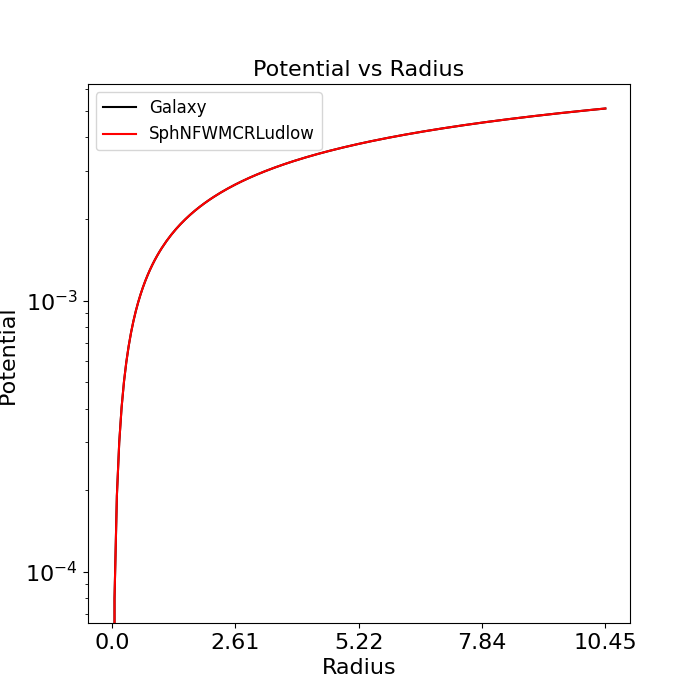 Potential vs Radius
Galaxy
SphNFWMCRLudlow
Potential
10⁻³
10⁻⁴
0.0 2.61 5.22 7.84 10.45
Radius